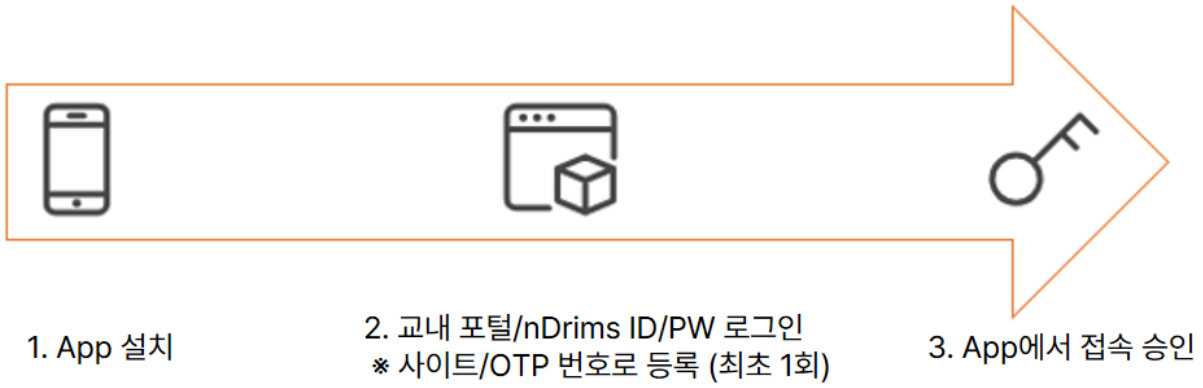 1. App 설치
2. 교내 포털/nDrims ID/PW 로그인
※ 사이트/OTP 번호로 등록 (최초 1회)
3. App에서 접속 승인